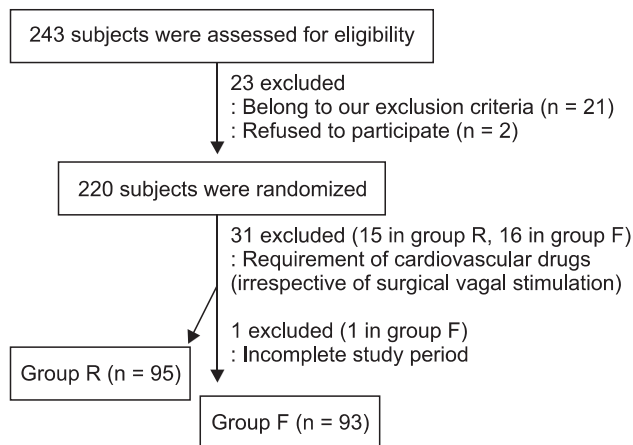 243 subjects were assessed for eligibility
23 excluded
: Belong to our exclusion criteria (n = 21)
: Refused to participate (n = 2)
220 subjects were randomized
31 excluded (15 in group R, 16 in group F)
: Requirement of cardiovascular drugs
(irrespective of surgical vagal stimulation)
1 excluded (1 in group F)
: Incomplete study period
Group R (n = 95)
Group F (n = 93)